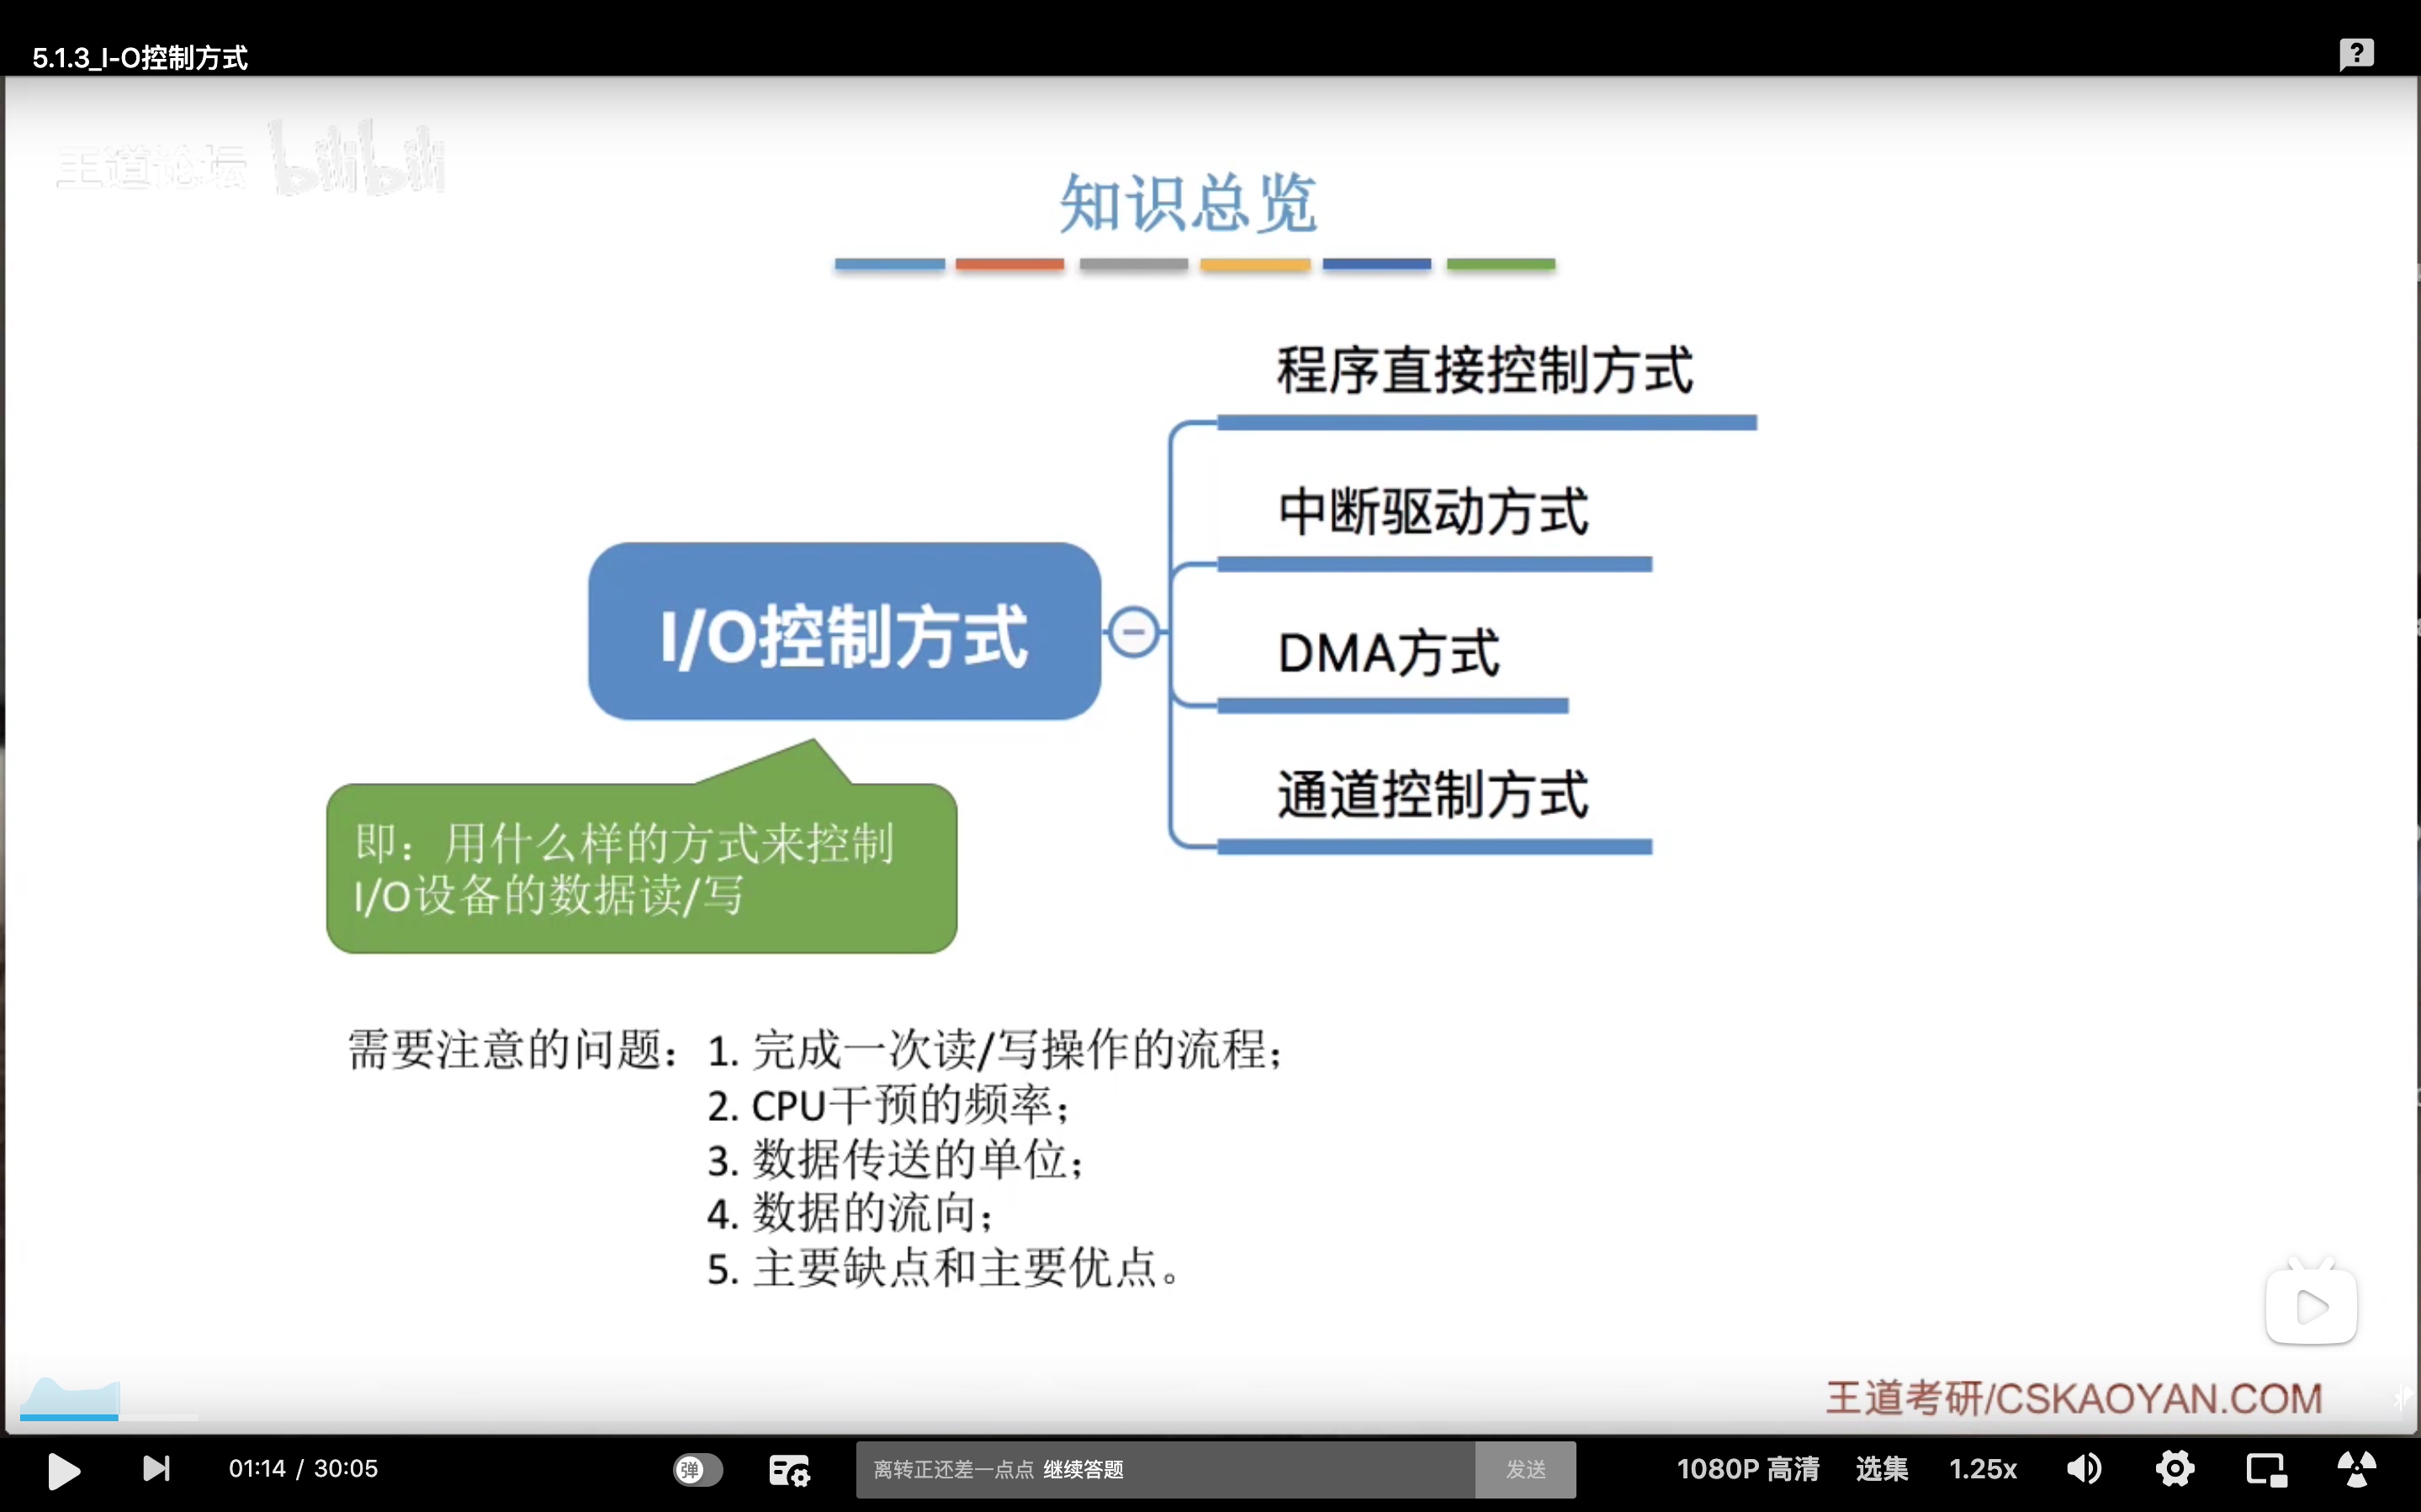 5.1.3_I-O控制方式
?
王道论坛 bilibili
知识总览
程序直接控制方式
中断驱动方式
I/O控制方式
DMA方式
通道控制方式
即：用什么样的方式来控制
I/O设备的数据读/写
需要注意的问题：1. 完成一次读/写操作的流程；
2. CPU干预的频率；
3. 数据传送的单位；
4. 数据的流向；
5. 主要缺点和主要优点。
王道考研/CSKAOYAN.COM
01:14 / 30:05
弹
离转正还差一点点 继续答题
发送
1080P 高清
选集
1.25x